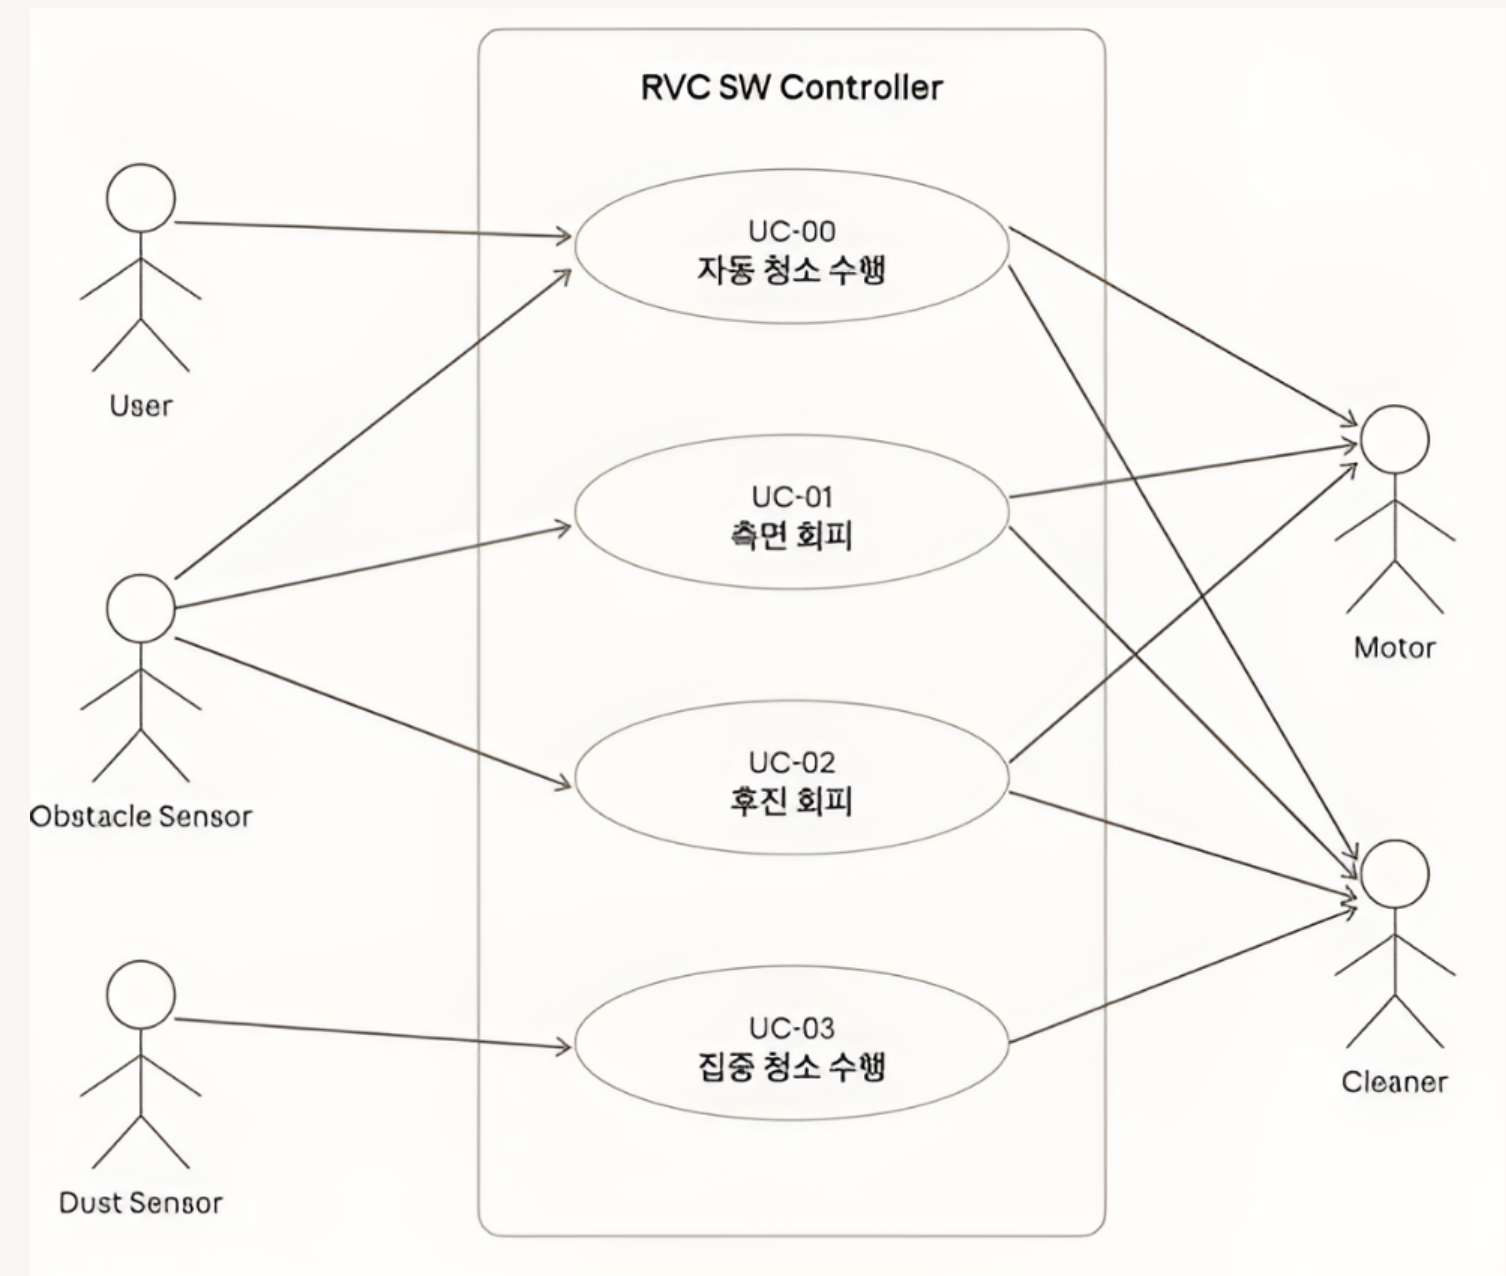 RVC SW Controller
UC-00
자동 청소 수행
User
UC-01
측면 회피
Motor
UC-02
후진 회피
Obstacle Sensor
UC-03
집중 청소 수행
Cleaner
Dust Sensor